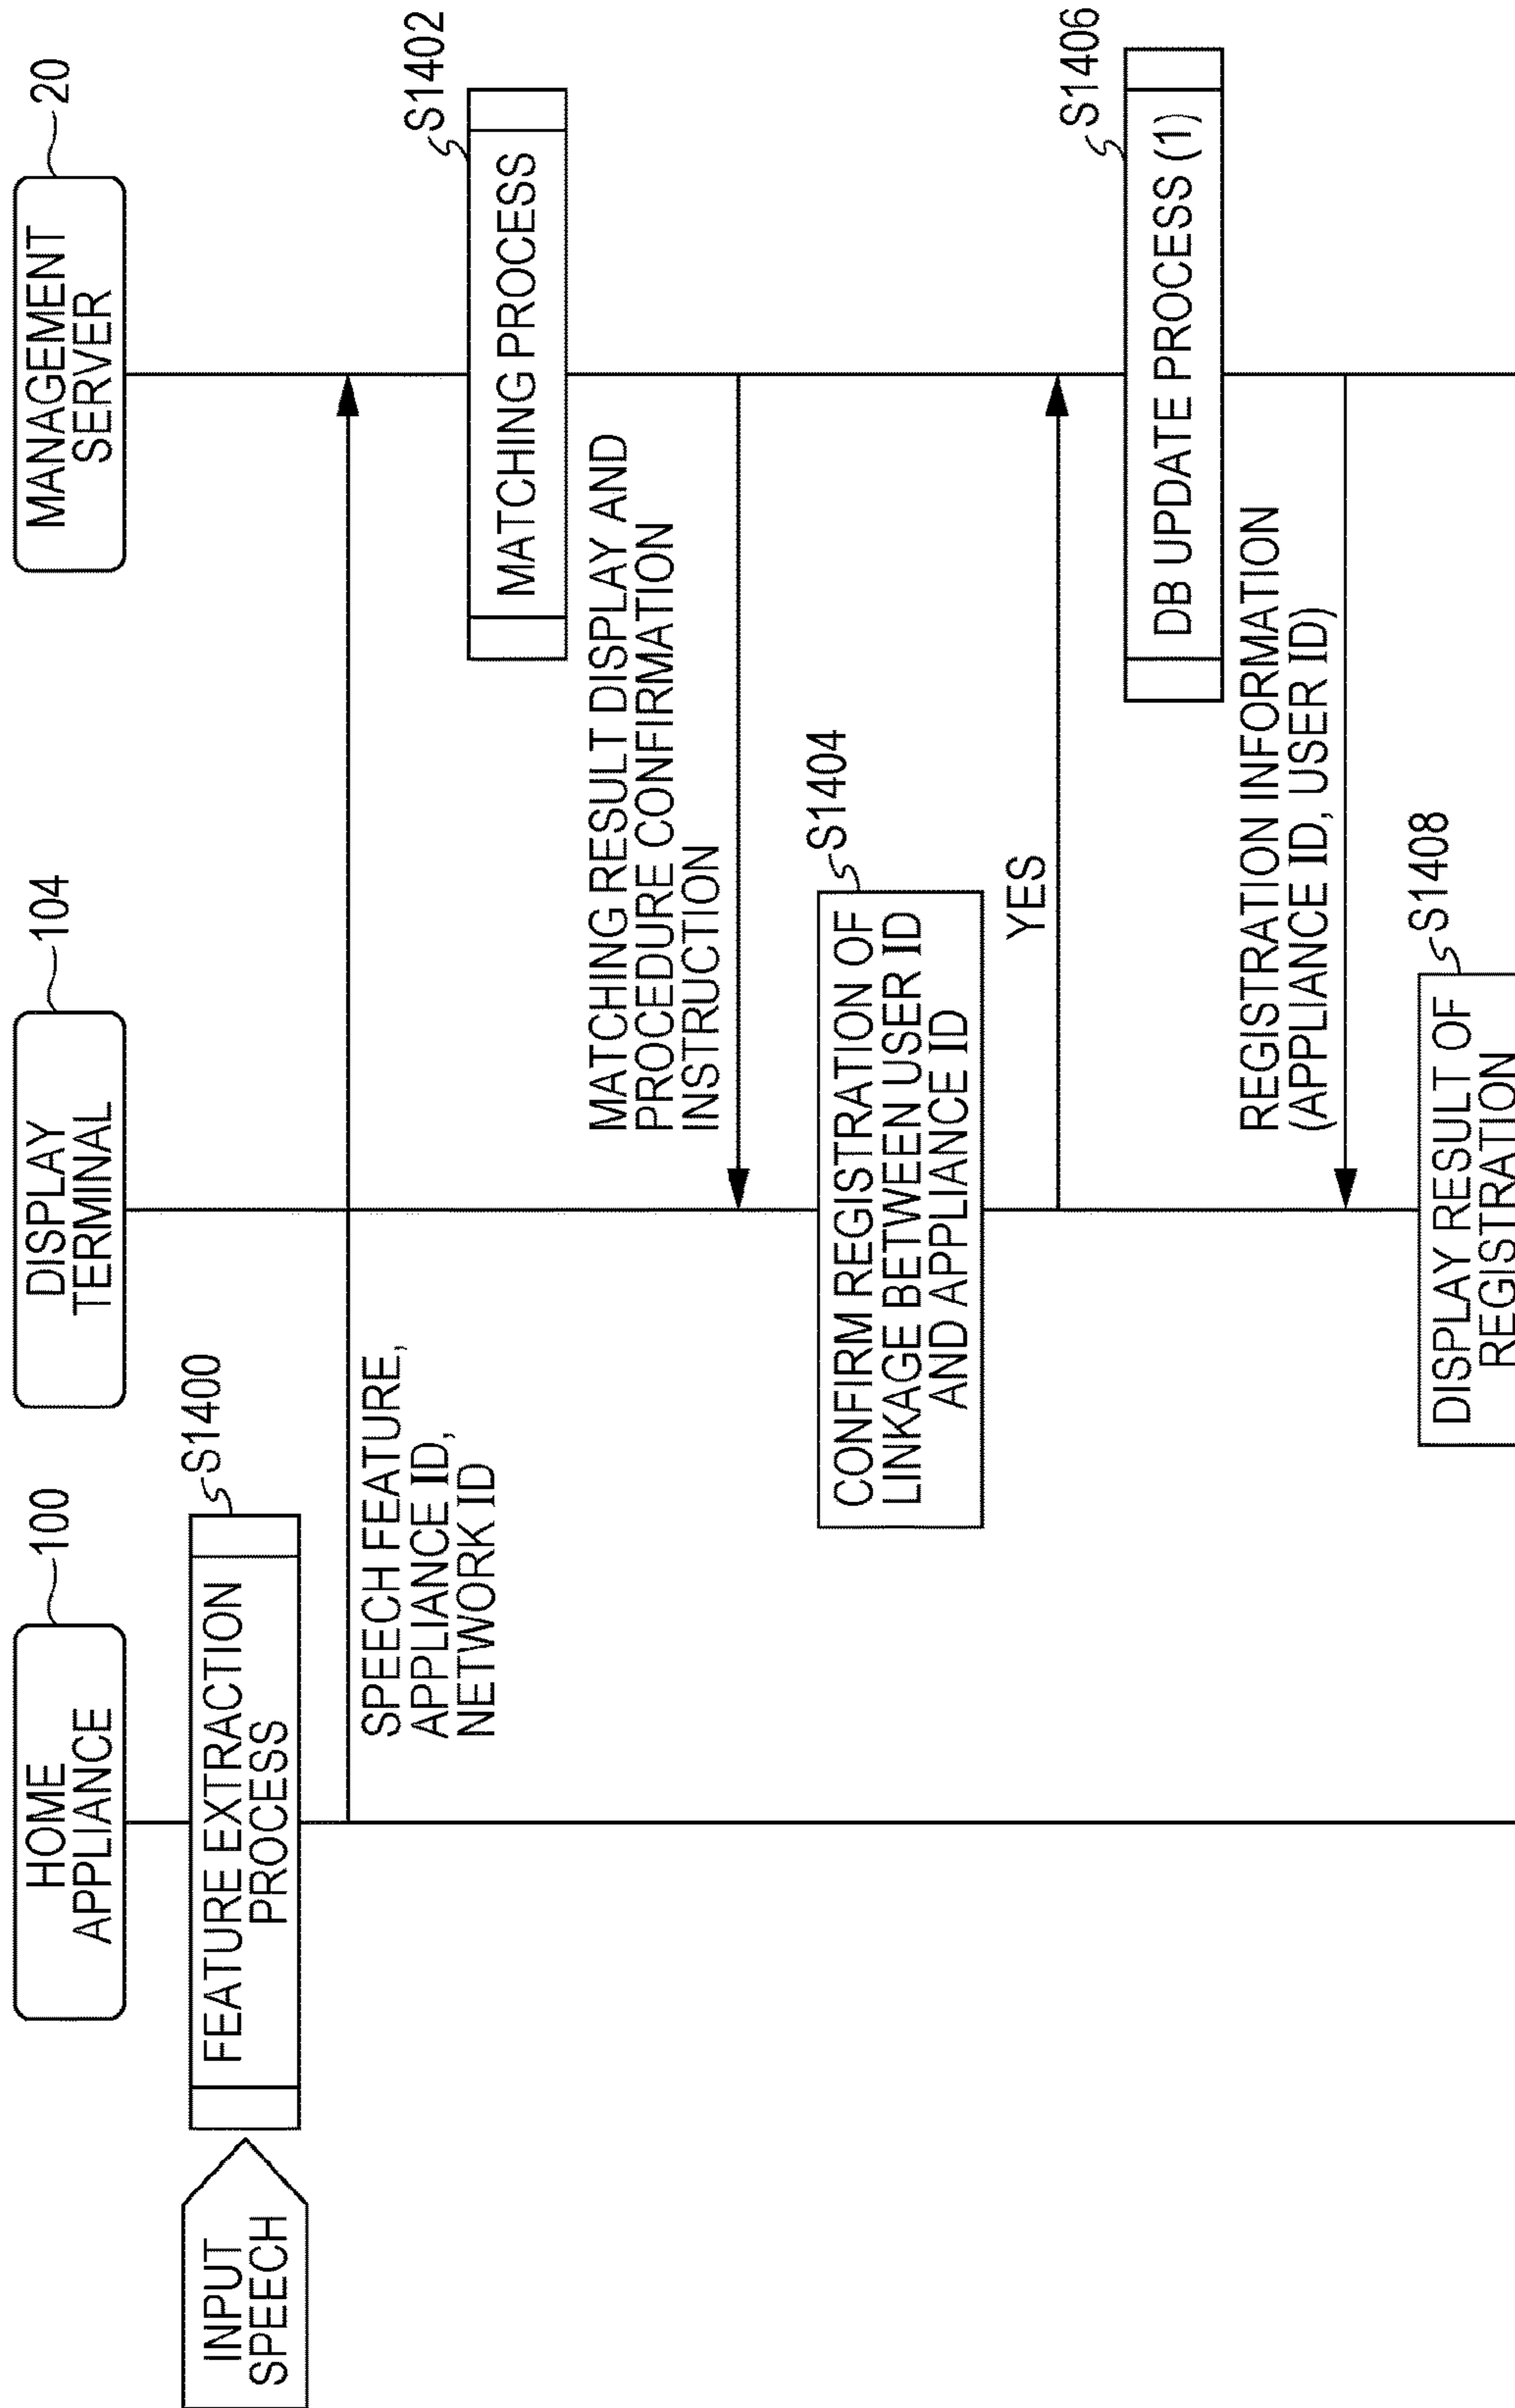 HOME
APPLIANCE
100
DISPLAY
TERMINAL
104
MANAGEMENT
SERVER
20
INPUT
SPEECH
FEATURE EXTRACTION
PROCESS
S1400
SPEECH FEATURE,
APPLIANCE ID,
NETWORK ID
S1402
MATCHING PROCESS
MATCHING RESULT DISPLAY AND
PROCEDURE CONFIRMATION
INSTRUCTION
S1404
CONFIRM REGISTRATION OF
LINKAGE BETWEEN USER ID
AND APPLIANCE ID
YES
S1406
DB UPDATE PROCESS (1)
REGISTRATION INFORMATION
(APPLIANCE ID, USER ID)
S1408
DISPLAY RESULT OF
REGISTRATION